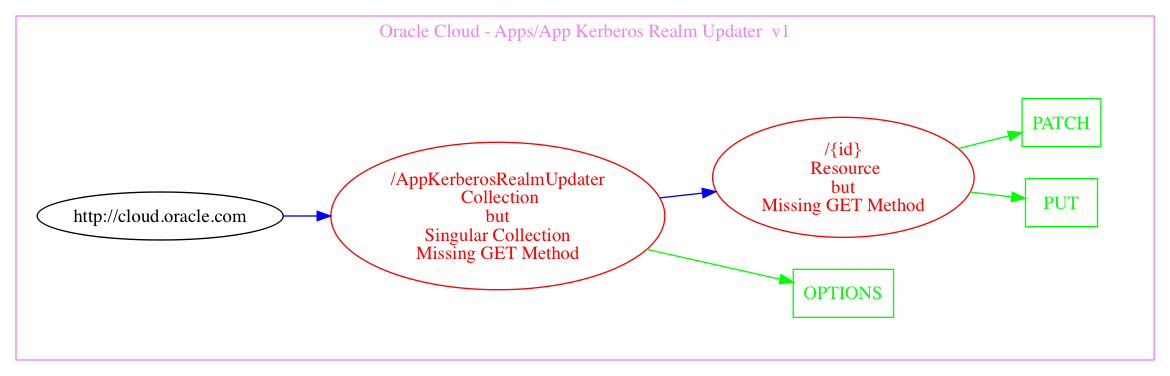 Oracle Cloud - Apps/App Kerberos Realm Updater  v1
http://cloud.oracle.com
/AppKerberosRealmUpdater
Collection
but
Singular Collection
Missing GET Method
/{id}
Resource
but
Missing GET Method
PATCH
PUT
OPTIONS